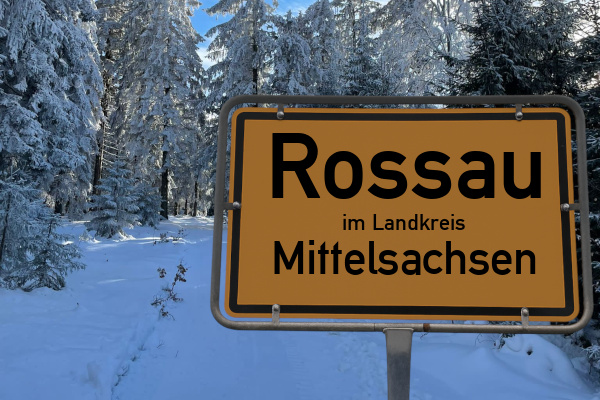 Rossau
im Landkreis
Mittelsachsen